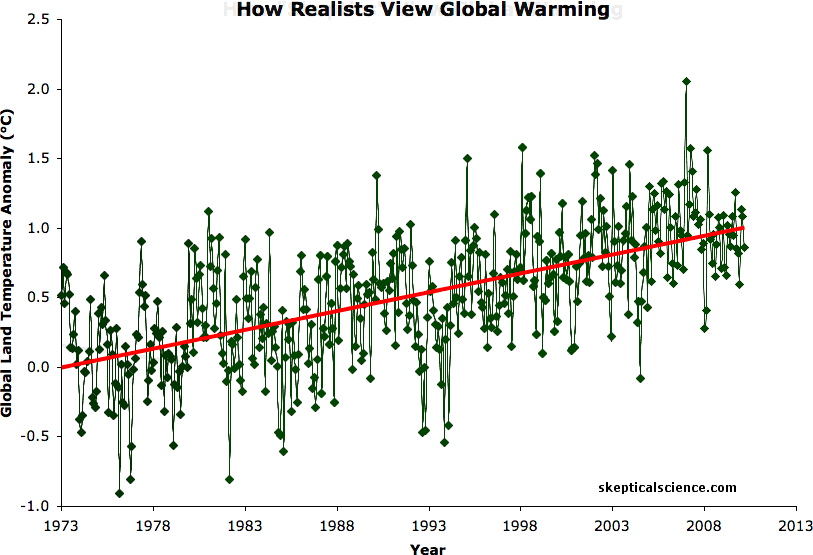 How Realists View Global Warming
Global Land Temperature Anomaly (°C)
2.5
2.0
1.5
1.0
0.5
0.0
-0.5
-1.0
skepticalscience.com
1973 1978 1983 1988 1993 1998 2003 2008 2013
Year